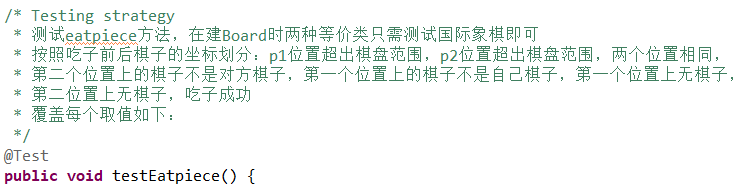 /* Testing strategy
* 测试eatpiece方法，在建Board时两种等价类只需测试国际象棋即可
* 按照吃子前后棋子的坐标划分：p1位置超出棋盘范围，p2位置超出棋盘范围，两个位置相同，
* 第二个位置上的棋子不是对方棋子，第一个位置上的棋子不是自己棋子，第一个位置上无棋子，
* 第二位置上无棋子，吃子成功
* 覆盖每个取值如下：
*/
@Test
public void testEatpiece() {